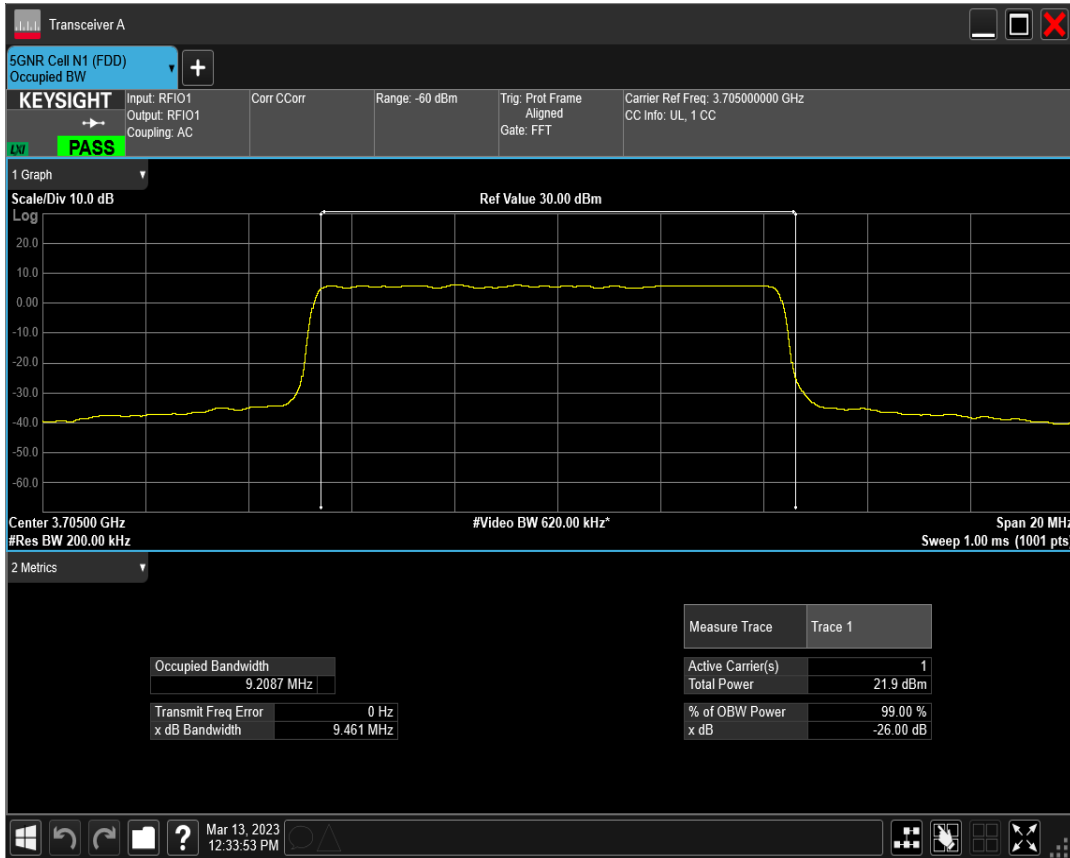 Transceiver A
5GNR Cell N1 (FDD)
Occupied BW
+
KEYSIGHT
LXI
PASS
Input: RFIO1
Output: RFIO1
Coupling: AC
Corr CCorr
Range: -60 dBm
Trig: Prot Frame
Aligned
Gate: FFT
Carrier Ref Freq: 3.705000000 GHz
CC Info: UL, 1 CC
1 Graph
Scale/Div 10.0 dB
Ref Value 30.00 dBm
Log
20.0
10.0
0.00
-10.0
-20.0
-30.0
-40.0
-50.0
-60.0
Center 3.70500 GHz
#Video BW 620.00 kHz*
Span 20 MHz
#Res BW 200.00 kHz
Sweep 1.00 ms (1001 pts)
2 Metrics
Measure Trace Trace 1
Occupied Bandwidth
9.2087 MHz
Active Carrier(s) 1
Total Power 21.9 dBm
Transmit Freq Error 0 Hz
x dB Bandwidth 9.461 MHz
% of OBW Power 99.00 %
x dB -26.00 dB
?
Mar 13, 2023
12:33:53 PM